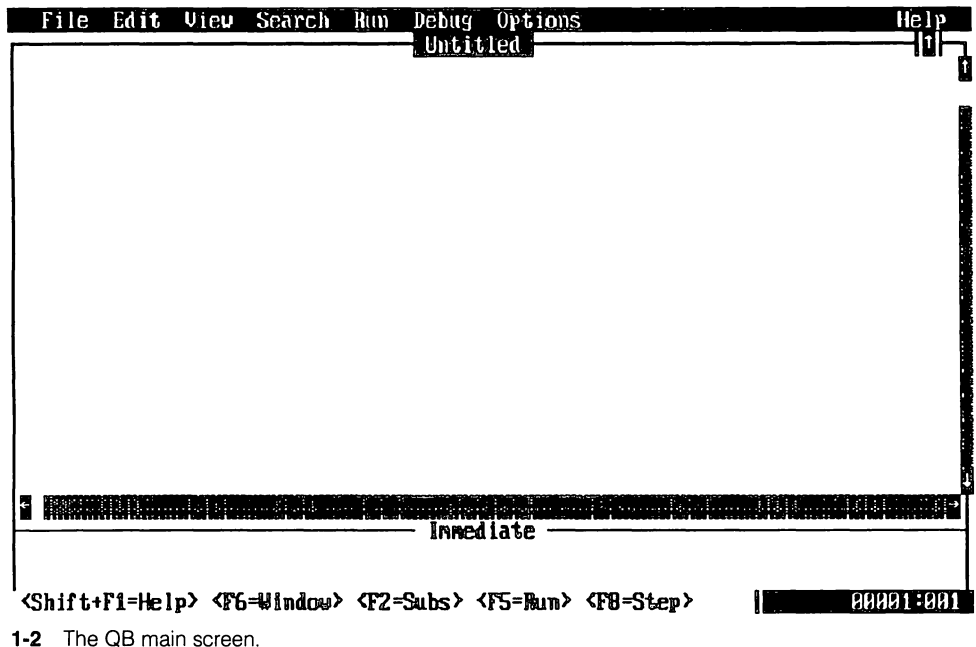 File Edit View Search Run Debug Options Help
Untitled
Immediate
<Shift+F1=Help> <F6=Window> <F2=Subs> <F5=Run> <F8=Step> 00001:001
1-2 The QB main screen.